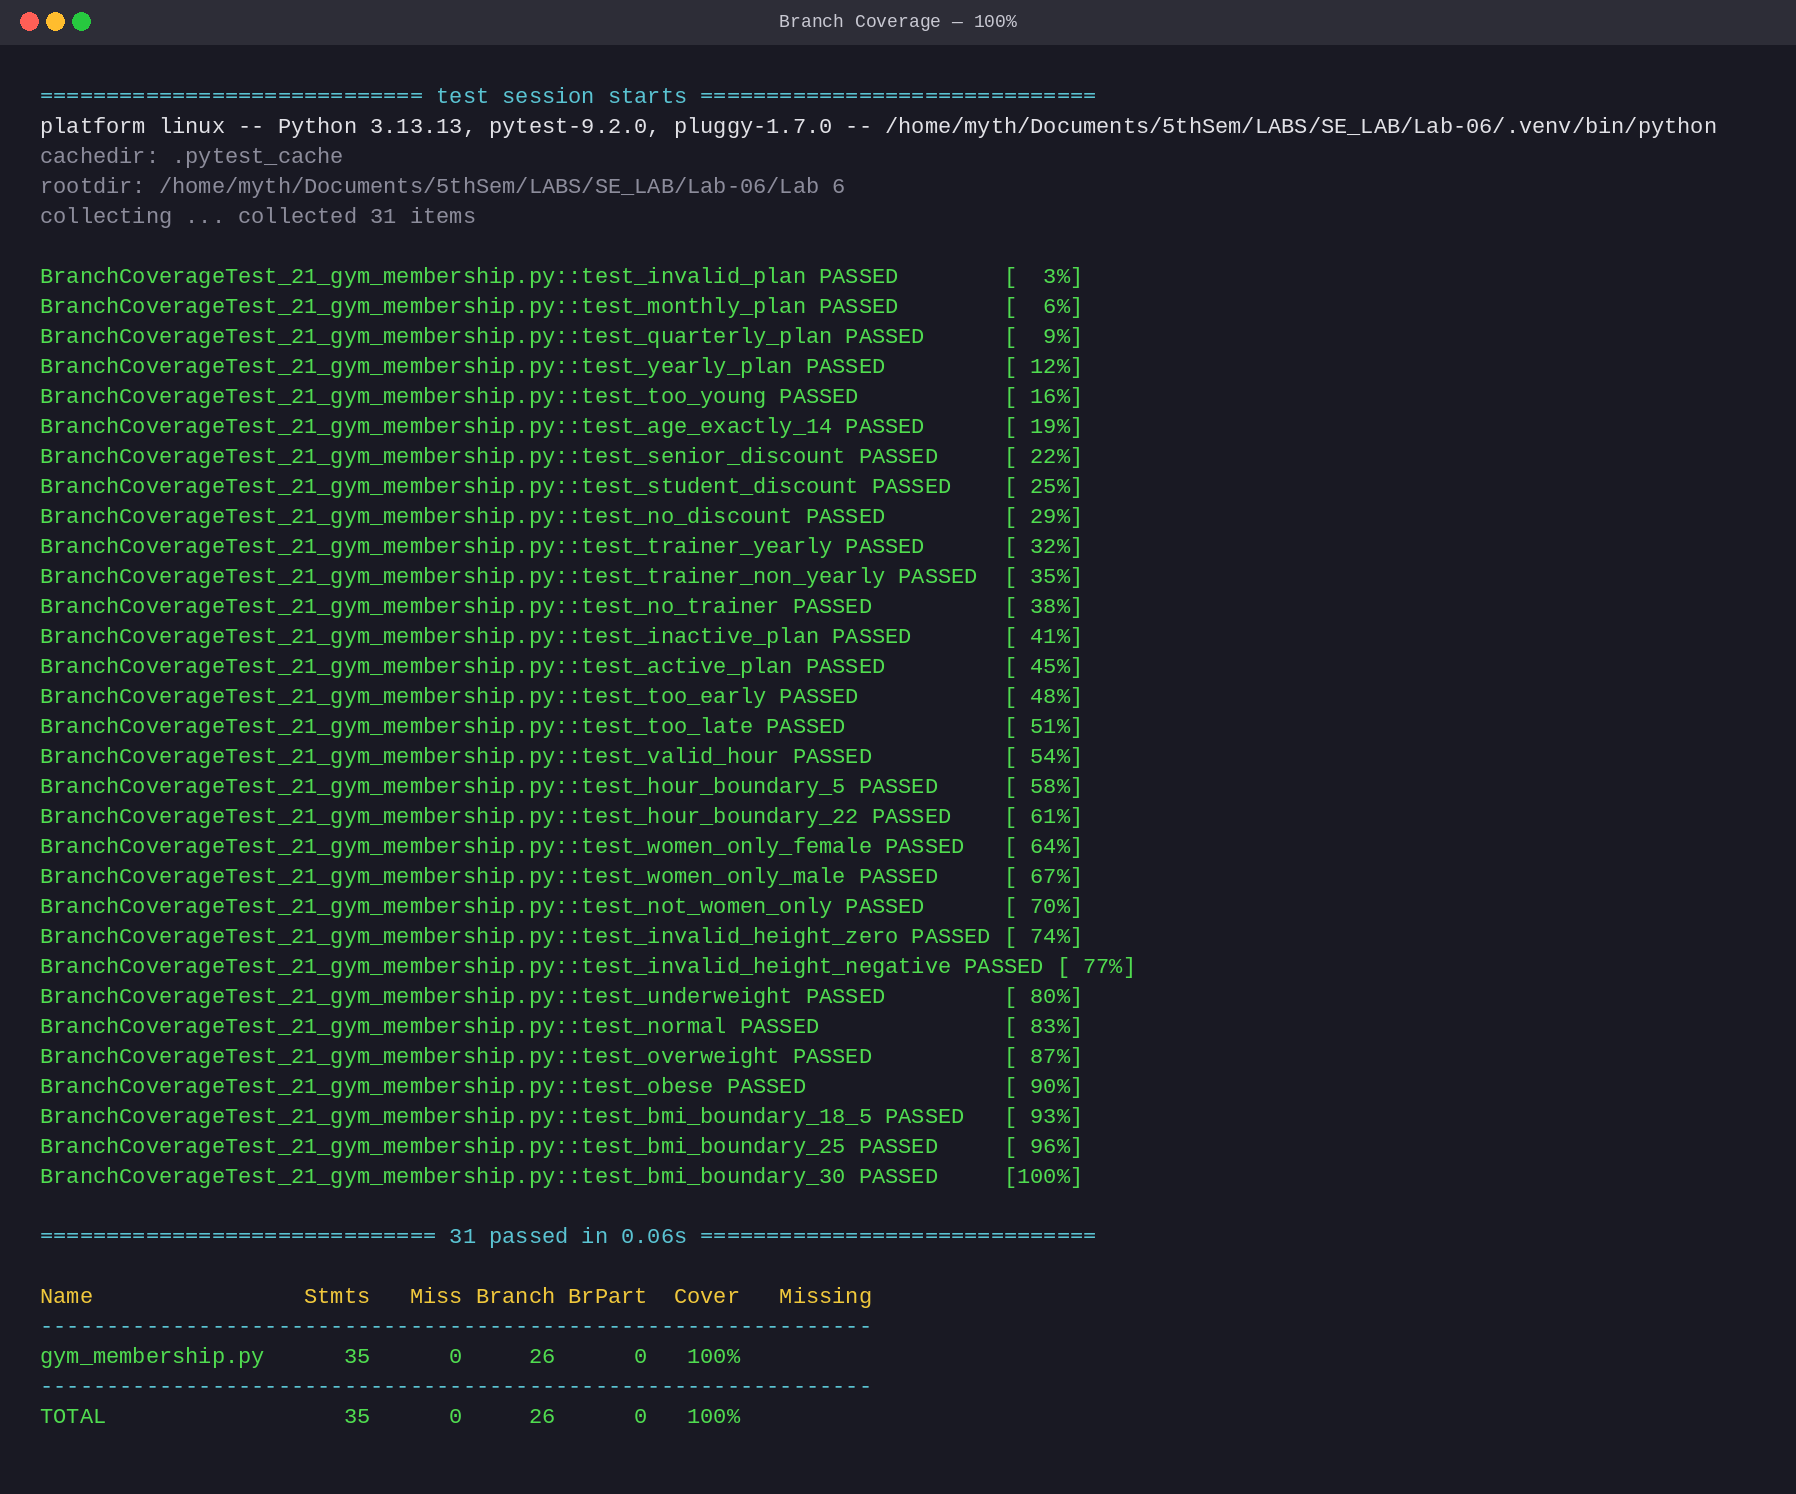 Branch Coverage — 100%
============================= test session starts ==============================
platform linux -- Python 3.13.13, pytest-9.2.0, pluggy-1.7.0 -- /home/myth/Documents/5thSem/LABS/SE_LAB/Lab-06/.venv/bin/python
cachedir: .pytest_cache
rootdir: /home/myth/Documents/5thSem/LABS/SE_LAB/Lab-06/Lab 6
collecting ... collected 31 items
BranchCoverageTest_21_gym_membership.py::test_invalid_plan PASSED        [  3%]
BranchCoverageTest_21_gym_membership.py::test_monthly_plan PASSED        [  6%]
BranchCoverageTest_21_gym_membership.py::test_quarterly_plan PASSED      [  9%]
BranchCoverageTest_21_gym_membership.py::test_yearly_plan PASSED         [ 12%]
BranchCoverageTest_21_gym_membership.py::test_too_young PASSED           [ 16%]
BranchCoverageTest_21_gym_membership.py::test_age_exactly_14 PASSED      [ 19%]
BranchCoverageTest_21_gym_membership.py::test_senior_discount PASSED     [ 22%]
BranchCoverageTest_21_gym_membership.py::test_student_discount PASSED    [ 25%]
BranchCoverageTest_21_gym_membership.py::test_no_discount PASSED         [ 29%]
BranchCoverageTest_21_gym_membership.py::test_trainer_yearly PASSED      [ 32%]
BranchCoverageTest_21_gym_membership.py::test_trainer_non_yearly PASSED  [ 35%]
BranchCoverageTest_21_gym_membership.py::test_no_trainer PASSED          [ 38%]
BranchCoverageTest_21_gym_membership.py::test_inactive_plan PASSED       [ 41%]
BranchCoverageTest_21_gym_membership.py::test_active_plan PASSED         [ 45%]
BranchCoverageTest_21_gym_membership.py::test_too_early PASSED           [ 48%]
BranchCoverageTest_21_gym_membership.py::test_too_late PASSED            [ 51%]
BranchCoverageTest_21_gym_membership.py::test_valid_hour PASSED          [ 54%]
BranchCoverageTest_21_gym_membership.py::test_hour_boundary_5 PASSED     [ 58%]
BranchCoverageTest_21_gym_membership.py::test_hour_boundary_22 PASSED    [ 61%]
BranchCoverageTest_21_gym_membership.py::test_women_only_female PASSED   [ 64%]
BranchCoverageTest_21_gym_membership.py::test_women_only_male PASSED     [ 67%]
BranchCoverageTest_21_gym_membership.py::test_not_women_only PASSED      [ 70%]
BranchCoverageTest_21_gym_membership.py::test_invalid_height_zero PASSED [ 74%]
BranchCoverageTest_21_gym_membership.py::test_invalid_height_negative PASSED [ 77%]
BranchCoverageTest_21_gym_membership.py::test_underweight PASSED         [ 80%]
BranchCoverageTest_21_gym_membership.py::test_normal PASSED              [ 83%]
BranchCoverageTest_21_gym_membership.py::test_overweight PASSED          [ 87%]
BranchCoverageTest_21_gym_membership.py::test_obese PASSED               [ 90%]
BranchCoverageTest_21_gym_membership.py::test_bmi_boundary_18_5 PASSED   [ 93%]
BranchCoverageTest_21_gym_membership.py::test_bmi_boundary_25 PASSED     [ 96%]
BranchCoverageTest_21_gym_membership.py::test_bmi_boundary_30 PASSED     [100%]
============================== 31 passed in 0.06s ==============================
Name                Stmts   Miss Branch BrPart  Cover   Missing
---------------------------------------------------------------
gym_membership.py      35      0     26      0   100%
---------------------------------------------------------------
TOTAL                  35      0     26      0   100%